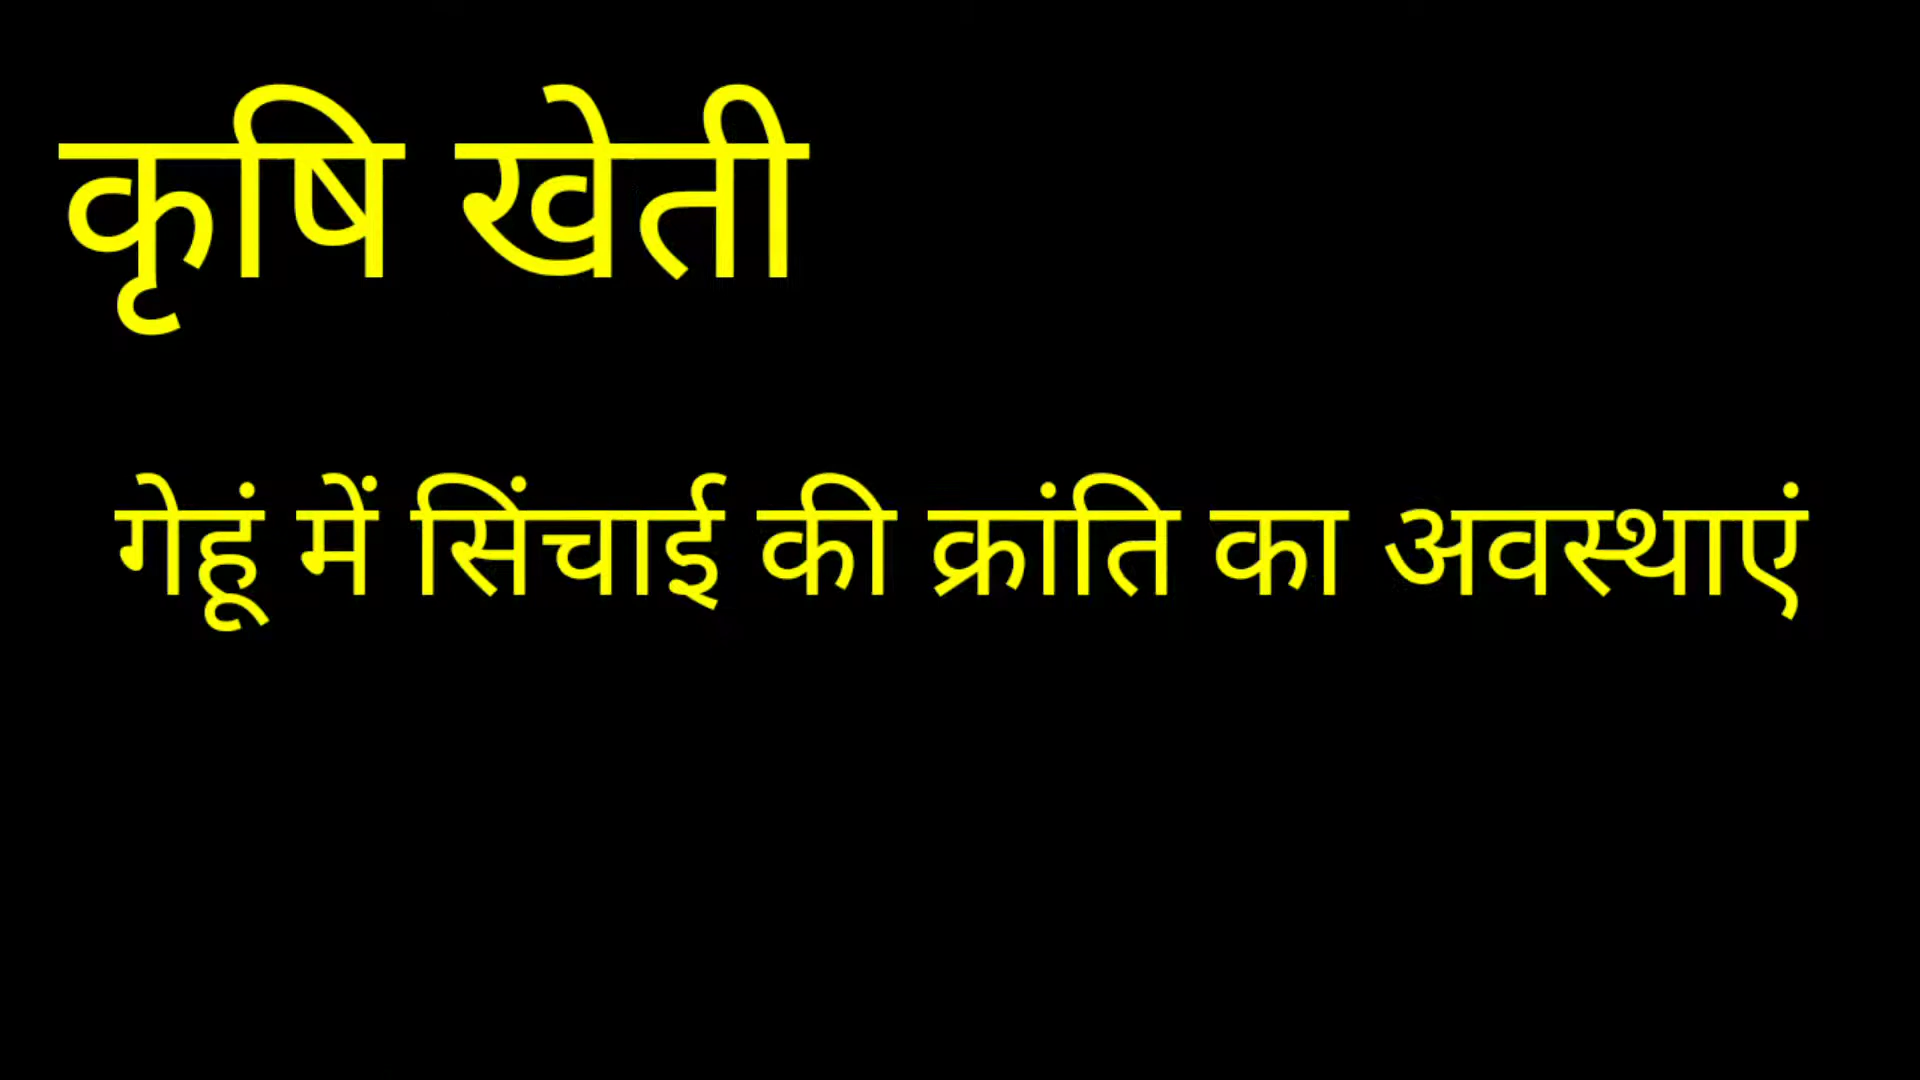 कृषि खेती
गेहूं में सिंचाई की क्रांति का अवस्थाएं